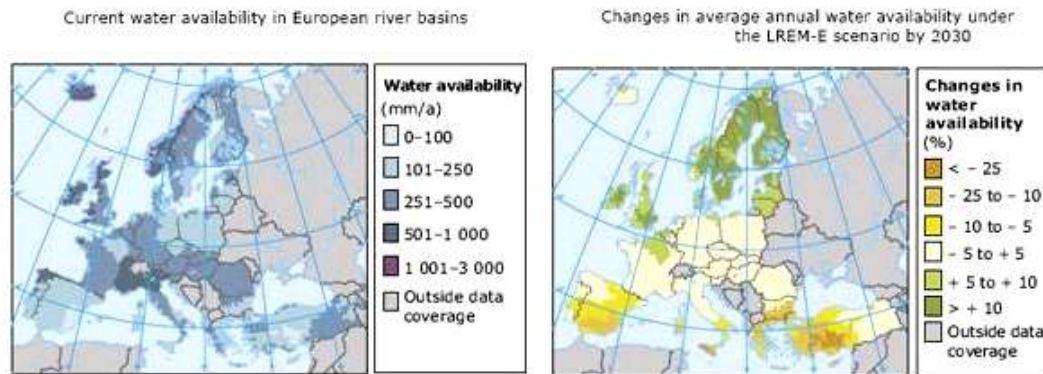 Current water availability in European river basins
Changes in average annual water availability under
the LREM-E scenario by 2030
Water availability
(mm/a)
0–100
101–250
251–500
501–1 000
1 001–3 000
Outside data
coverage
Changes in
water
availability
(%)
< – 25
– 25 to – 10
– 10 to – 5
– 5 to + 5
+ 5 to + 10
> + 10
Outside data
coverage